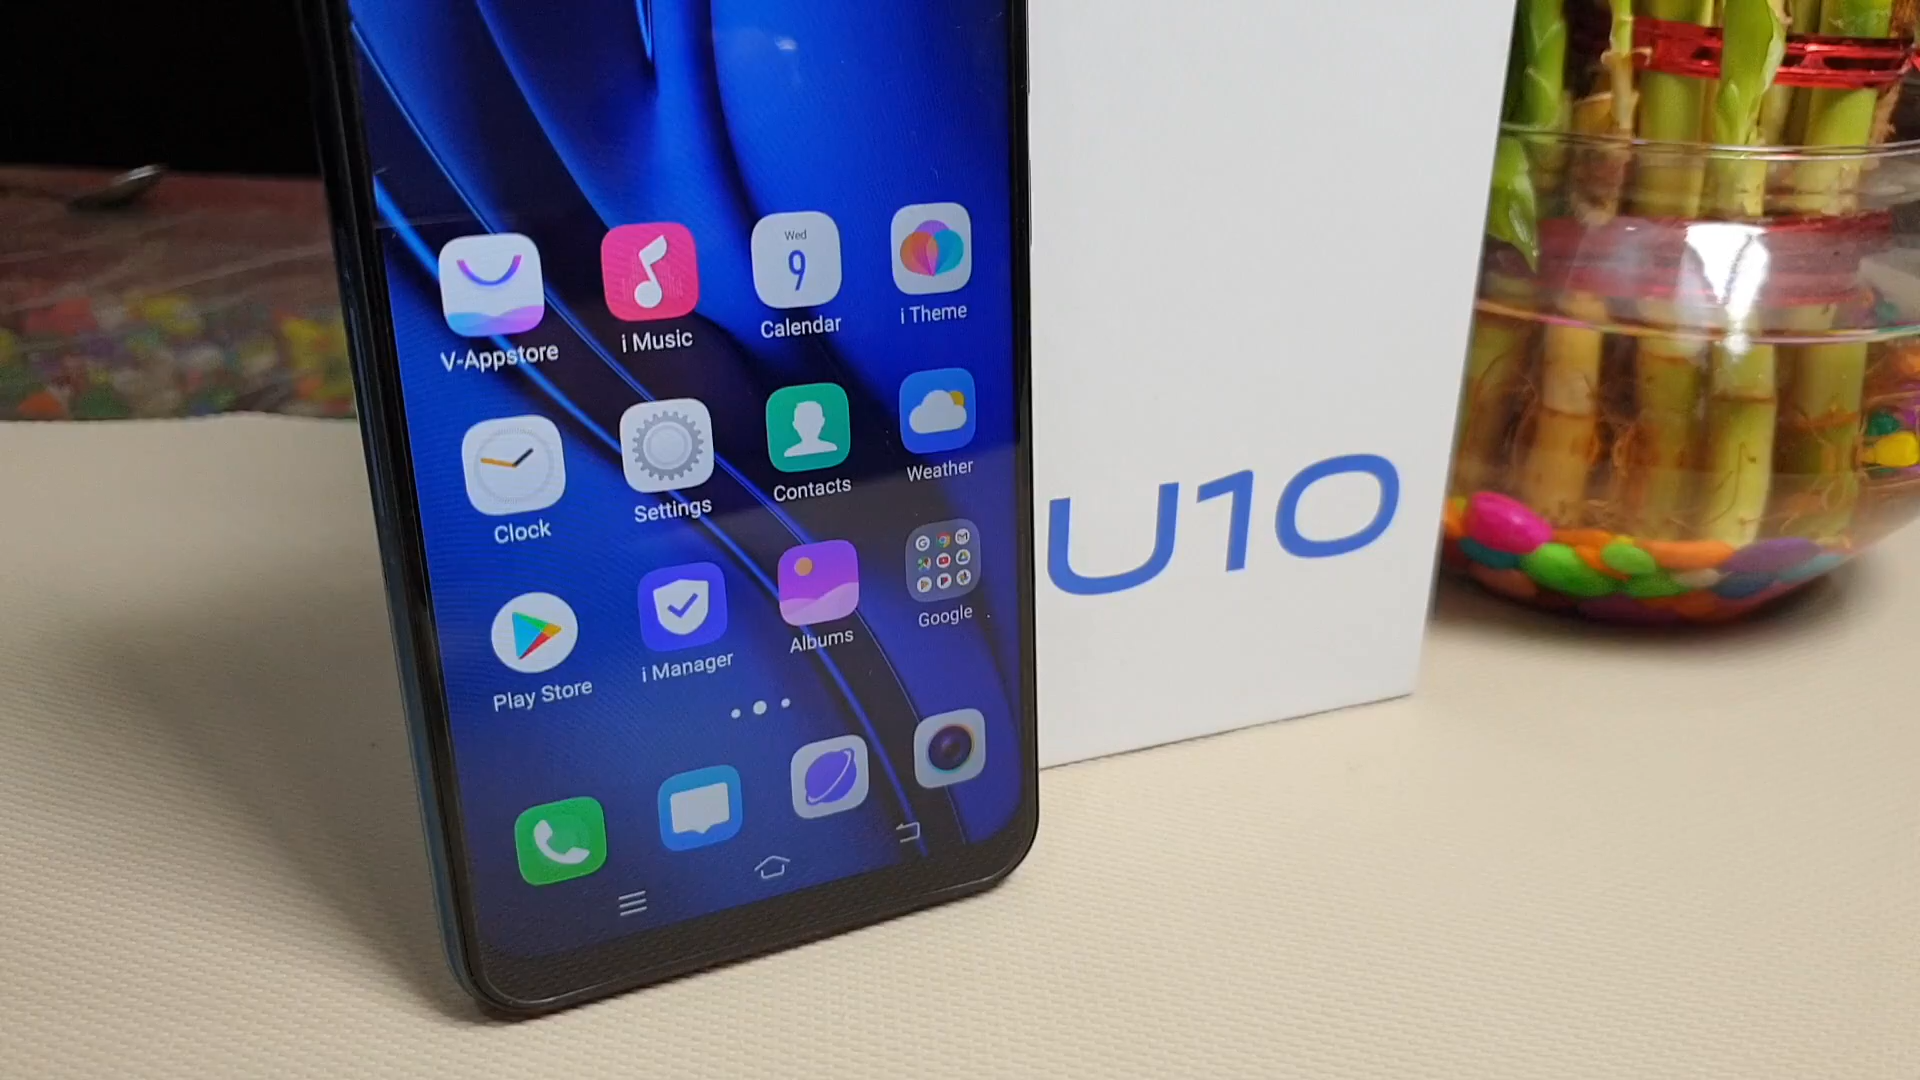 Wed
9
V-Appstore
i Music
Calendar
i Theme
Clock
Settings
Contacts
Weather
Play Store
i Manager
Albums
Google
U10